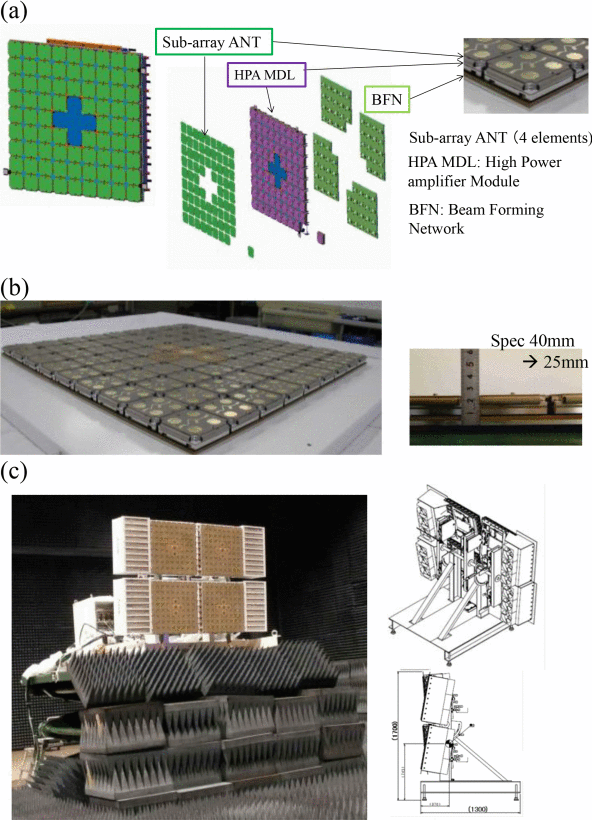 (a)
Sub-array ANT
HPA MDL
BFN
Sub-array ANT (4 elements)
HPA MDL: High Power
amplifier Module
BFN: Beam Forming
Network
(b)
Spec 40mm
→ 25mm
(c)
(1700)
(1300)